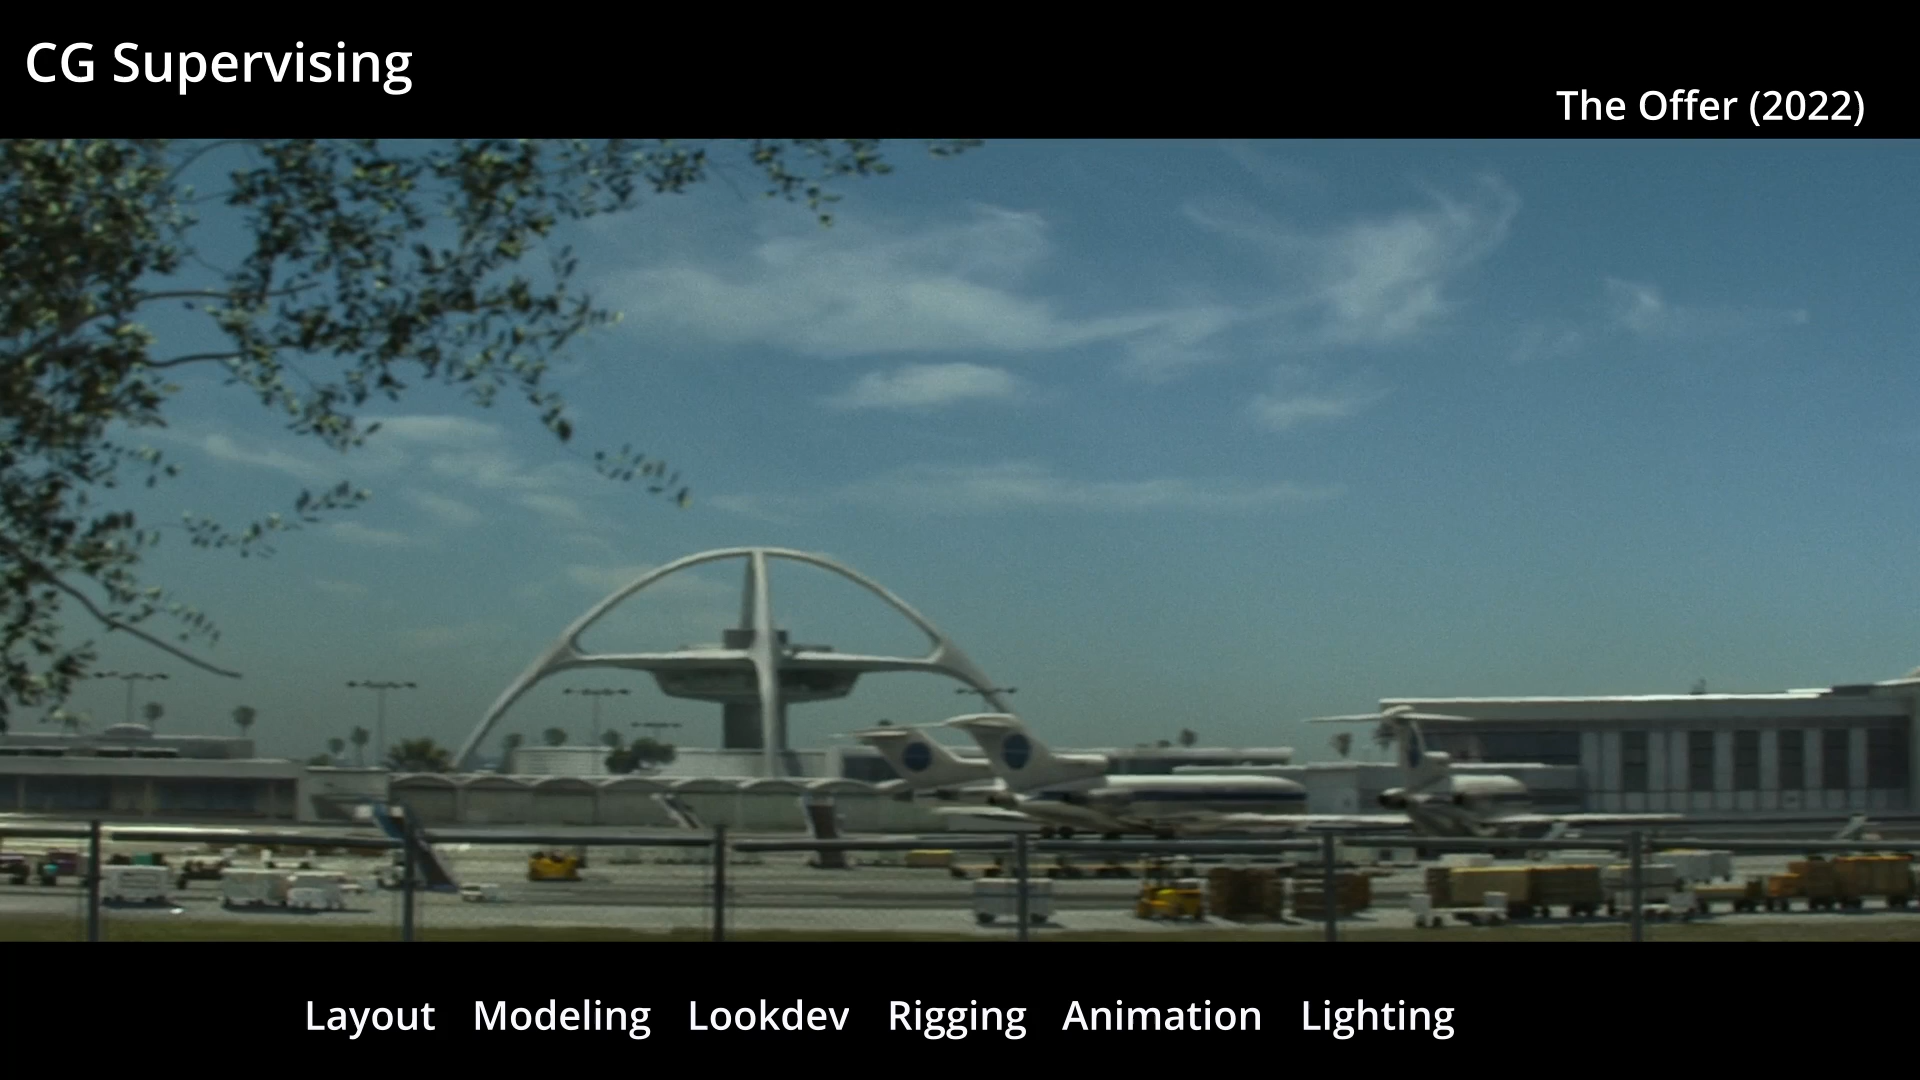 CG Supervising
The Offer (2022)
Layout Modeling Lookdev Rigging Animation Lighting